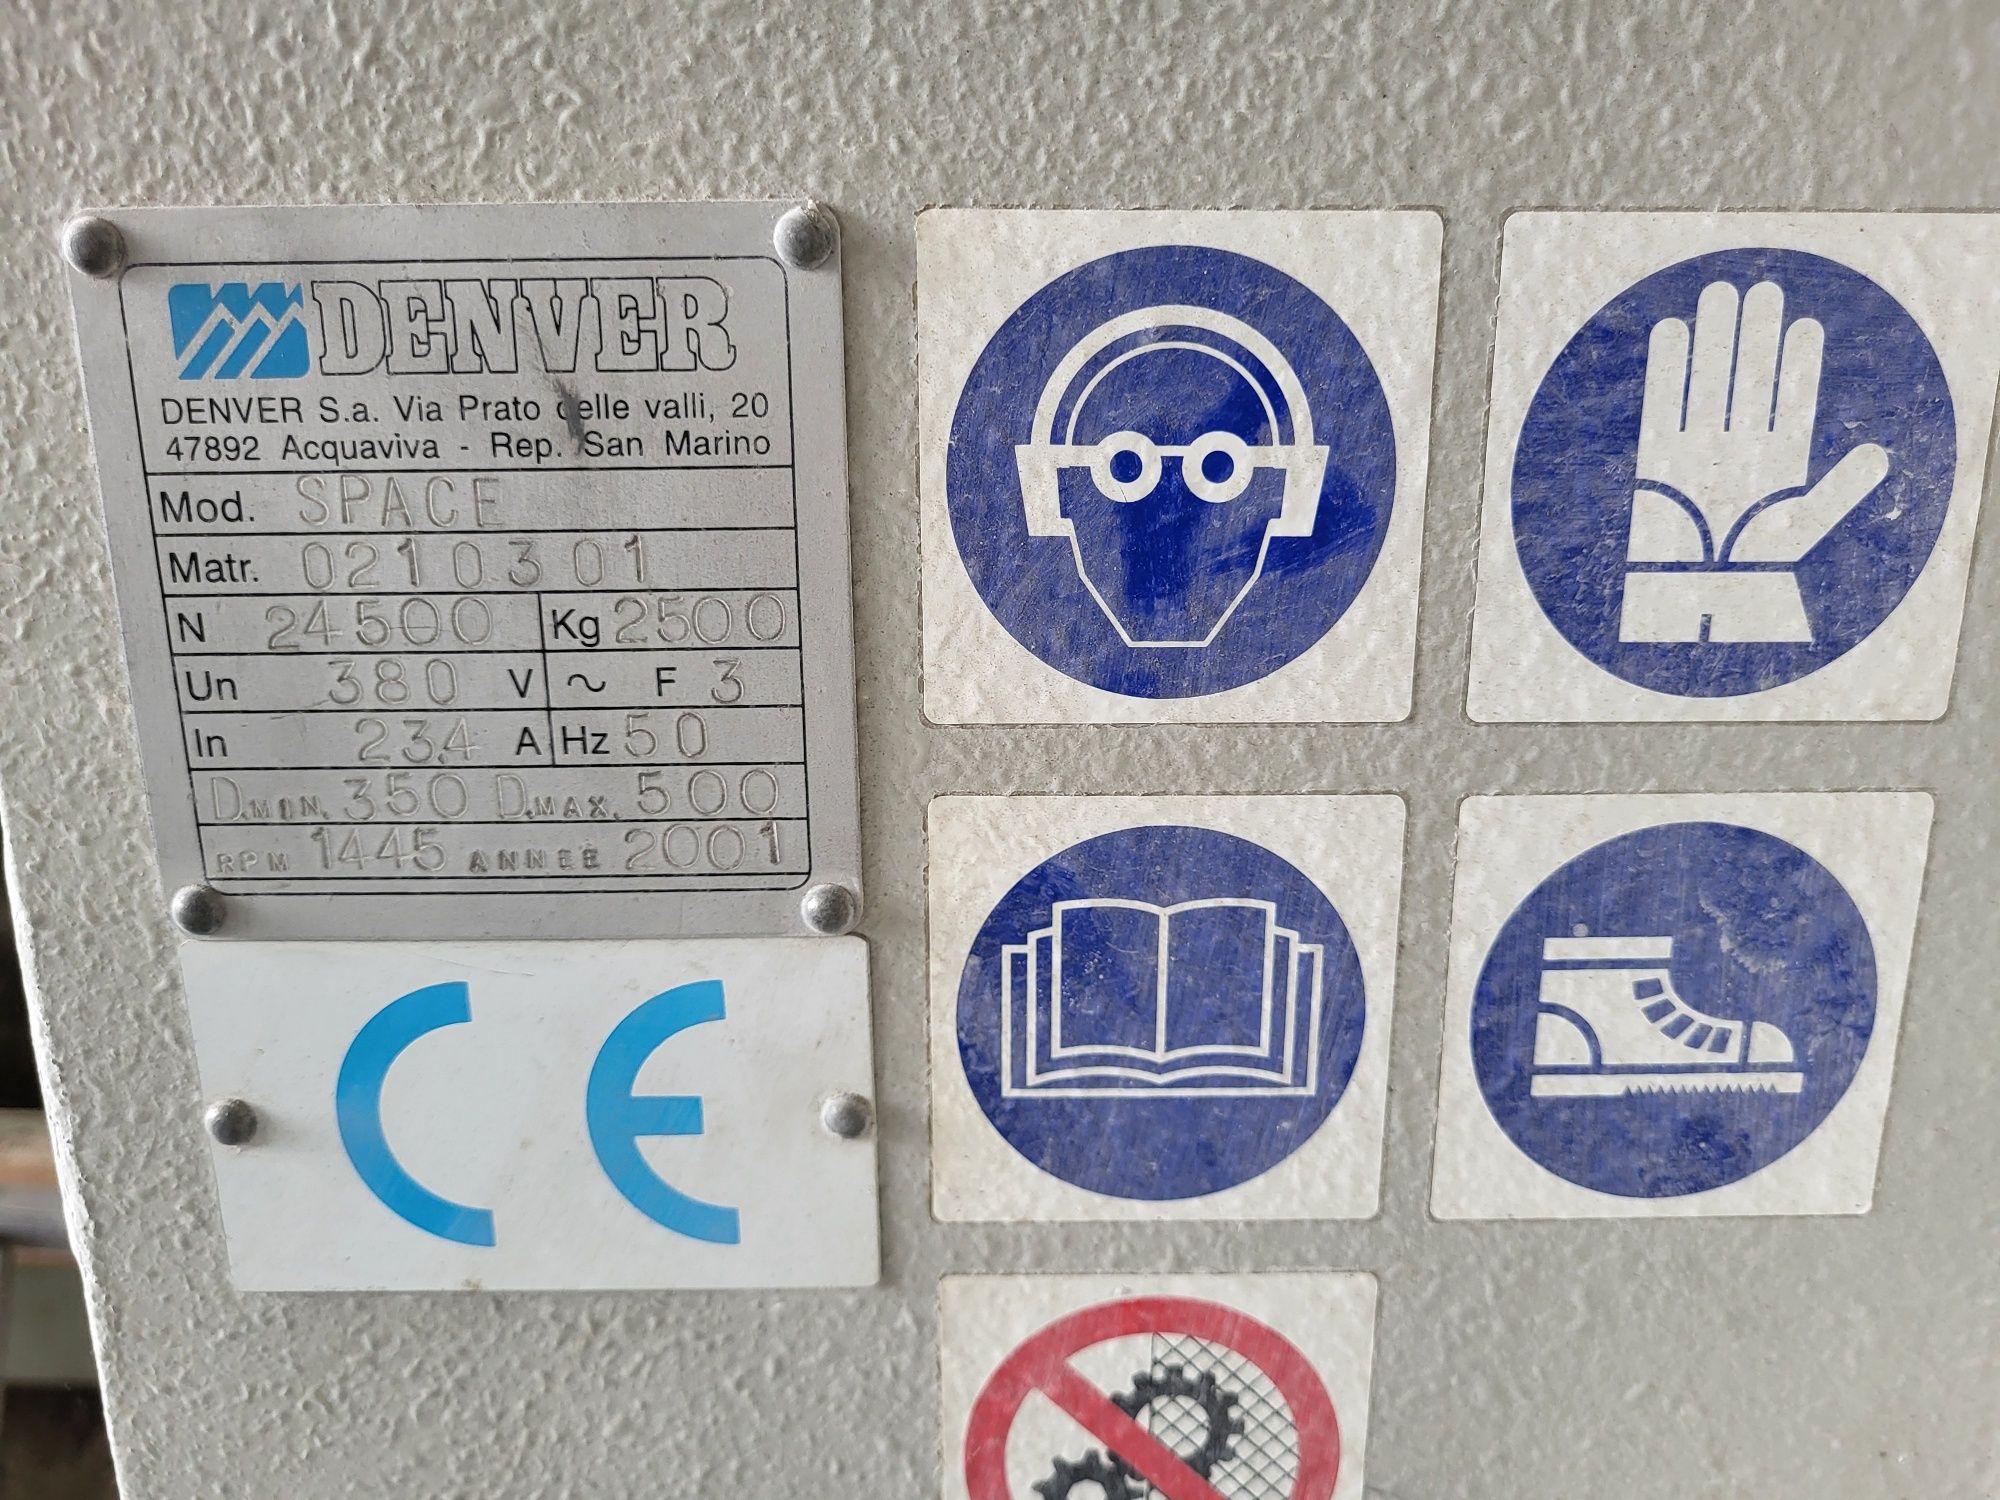 DENVER
DENVER S.a. Via Prato delle valli, 20
47892 Acquaviva - Rep. San Marino
Mod. SPACE
Matr. 0210301
N 24500 Kg 2500
Un 380 V ~ F 3
In 23.4 A Hz 50
D.MIN. 350 D.MAX. 500
RPM 1445 ANNEE 2001
CE